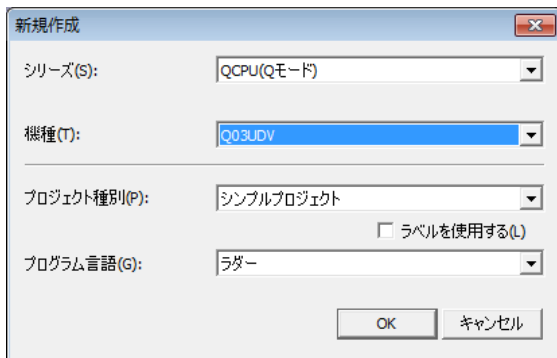 新規作成
シリーズ(S): QCPU(Qモード)
機種(T): Q03UDV
プロジェクト種別(P): シンプルプロジェクト
ラベルを使用する(L)
プログラム言語(G): ラダー
OK キャンセル